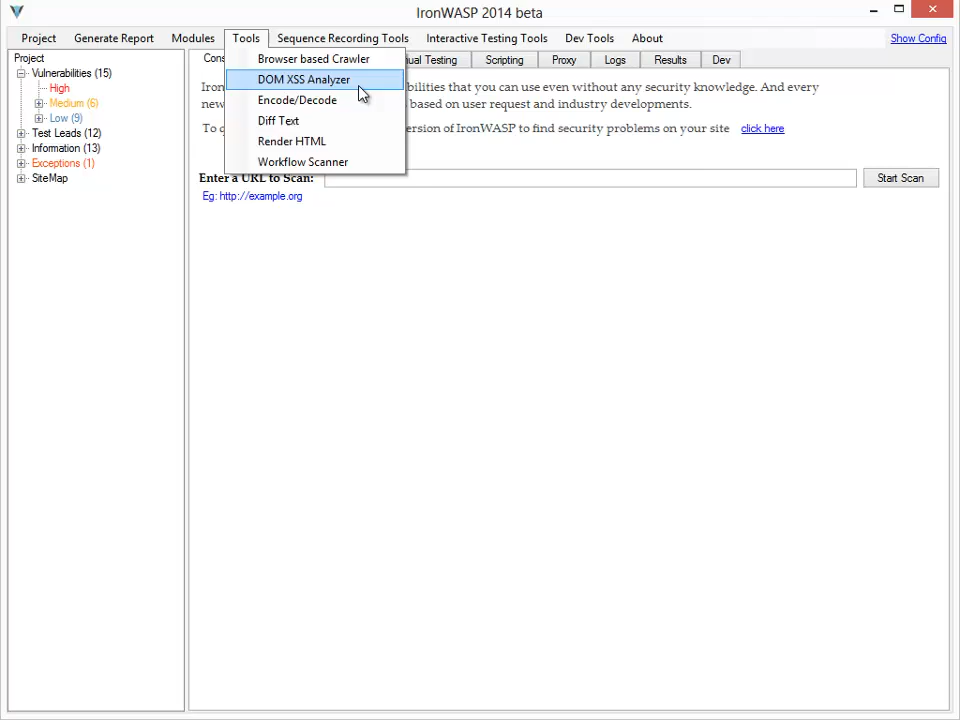 IronWASP 2014 beta
Project Generate Report Modules Tools Sequence Recording Tools Interactive Testing Tools Dev Tools About Show Config
Project
Vulnerabilities (15)
High
Medium (6)
Low (9)
Test Leads (12)
Information (13)
Exceptions (1)
SiteMap
Browser based Crawler
DOM XSS Analyzer
Encode/Decode
Diff Text
Render HTML
Workflow Scanner
Testing Scripting Proxy Logs Results Dev
that you can use even without any security knowledge. And every
new based on user request and industry developments.
To of IronWASP to find security problems on your site click here
Enter a URL to Scan: Start Scan
Eg: http://example.org